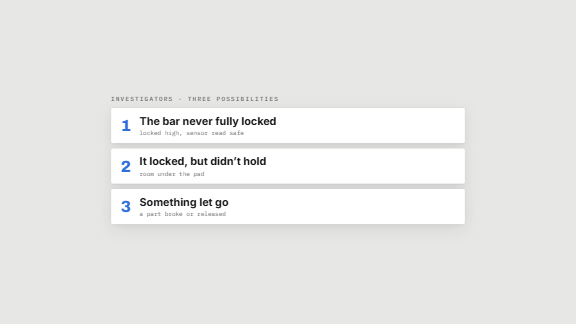 INVESTIGATORS - THREE POSSIBILITIES
1 The bar never fully locked
locked high, sensor read safe
2 It locked, but didn’t hold
room under the pad
3 Something let go
a part broke or released